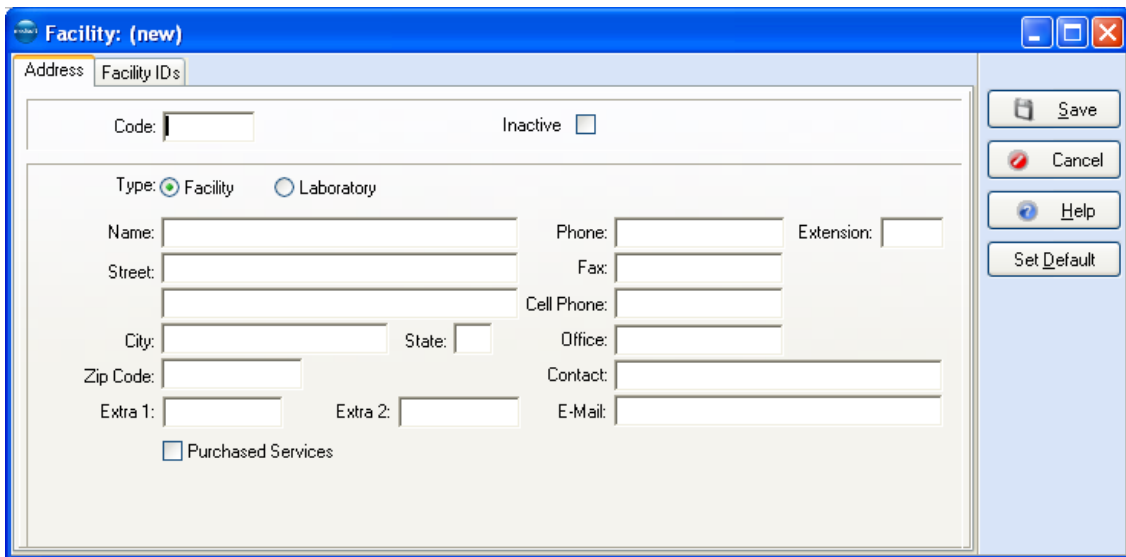 Facility: (new)
Address Facility IDs
Code: Inactive
Save
Cancel
Help
Set Default
Type: Facility Laboratory
Name: Phone: Extension:
Street: Fax:
Cell Phone:
City: State: Office:
Zip Code: Contact:
Extra 1: Extra 2: E-Mail:
Purchased Services